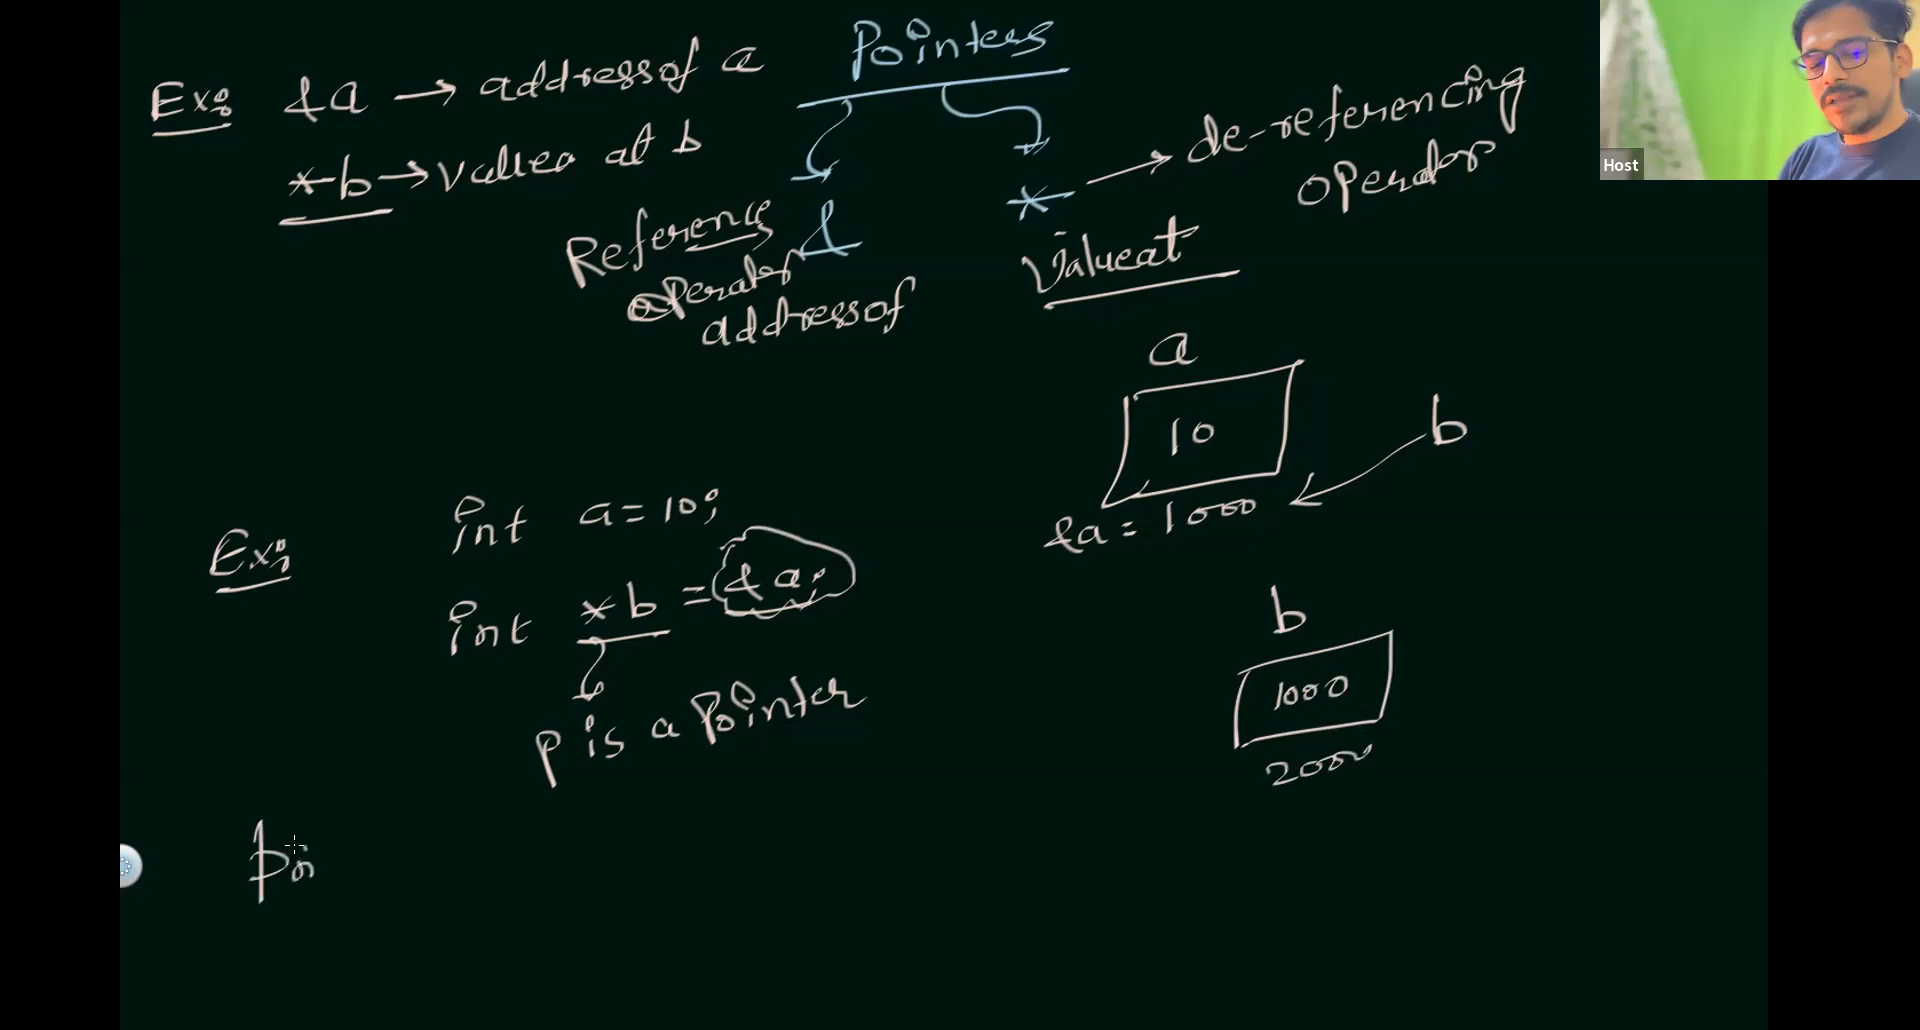 Pointers
Ex: &a → address of a
*b → value at b
Reference operator &
address of
* → de-referencing operator
Value at
a
10
&a = 1000
b
Ex: int a = 10;
int *b = &a;
p is a pointer
b
1000
2000
Host